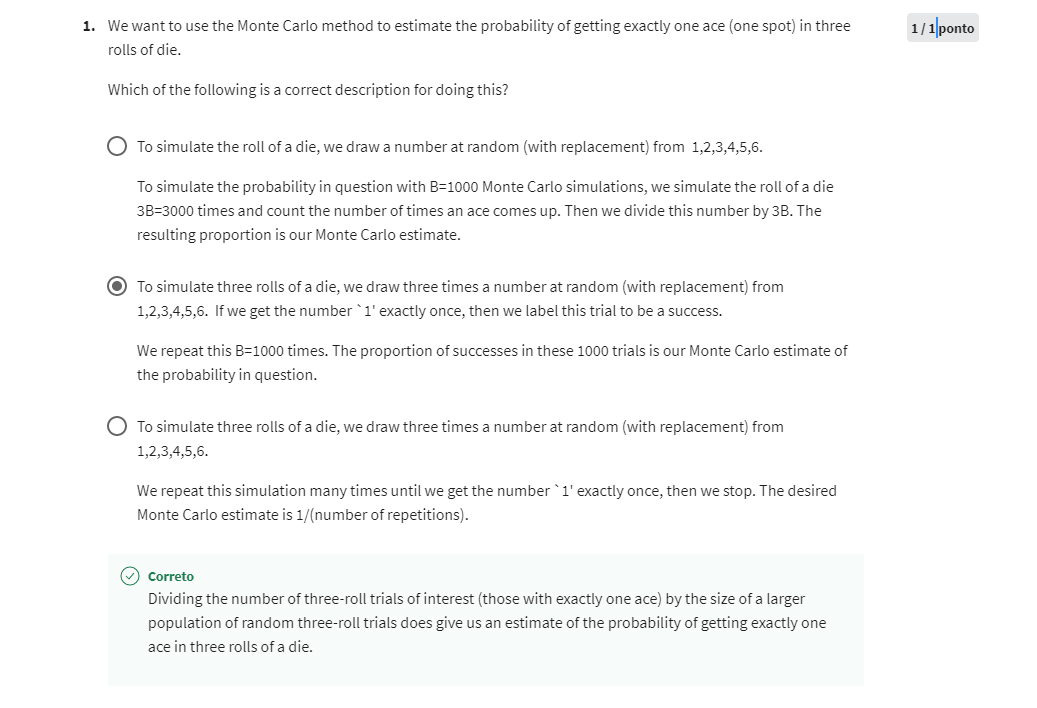 1. We want to use the Monte Carlo method to estimate the probability of getting exactly one ace (one spot) in three
rolls of die.
1 / 1 ponto
Which of the following is a correct description for doing this?
To simulate the roll of a die, we draw a number at random (with replacement) from 1,2,3,4,5,6.
To simulate the probability in question with B=1000 Monte Carlo simulations, we simulate the roll of a die
3B=3000 times and count the number of times an ace comes up. Then we divide this number by 3B. The
resulting proportion is our Monte Carlo estimate.
To simulate three rolls of a die, we draw three times a number at random (with replacement) from
1,2,3,4,5,6. If we get the number `1' exactly once, then we label this trial to be a success.
We repeat this B=1000 times. The proportion of successes in these 1000 trials is our Monte Carlo estimate of
the probability in question.
To simulate three rolls of a die, we draw three times a number at random (with replacement) from
1,2,3,4,5,6.
We repeat this simulation many times until we get the number `1' exactly once, then we stop. The desired
Monte Carlo estimate is 1/(number of repetitions).
Correto
Dividing the number of three-roll trials of interest (those with exactly one ace) by the size of a larger
population of random three-roll trials does give us an estimate of the probability of getting exactly one
ace in three rolls of a die.